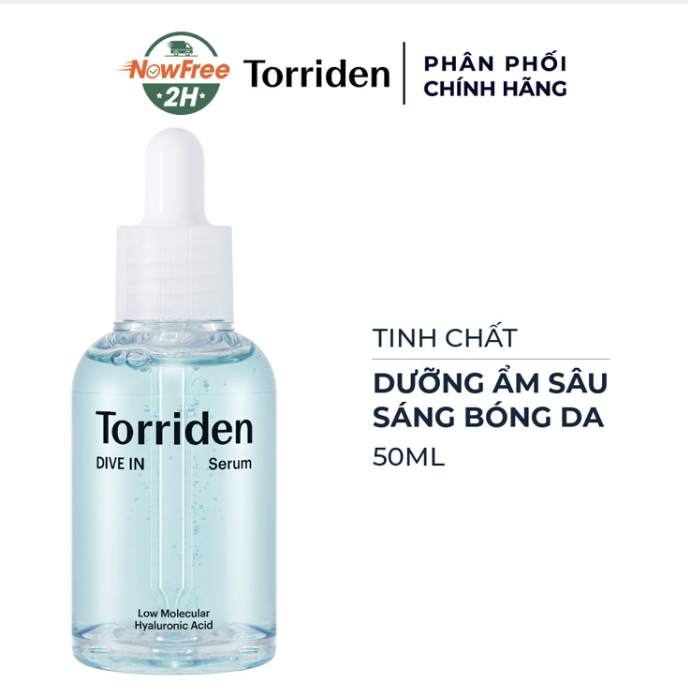 NowFree
2H
Torriden
PHÂN PHỐI
CHÍNH HÃNG
TINH CHẤT
DƯỠNG ẨM SÂU
SÁNG BÓNG DA
50ML
Torriden
DIVE IN Serum
Low Molecular
Hyaluronic Acid